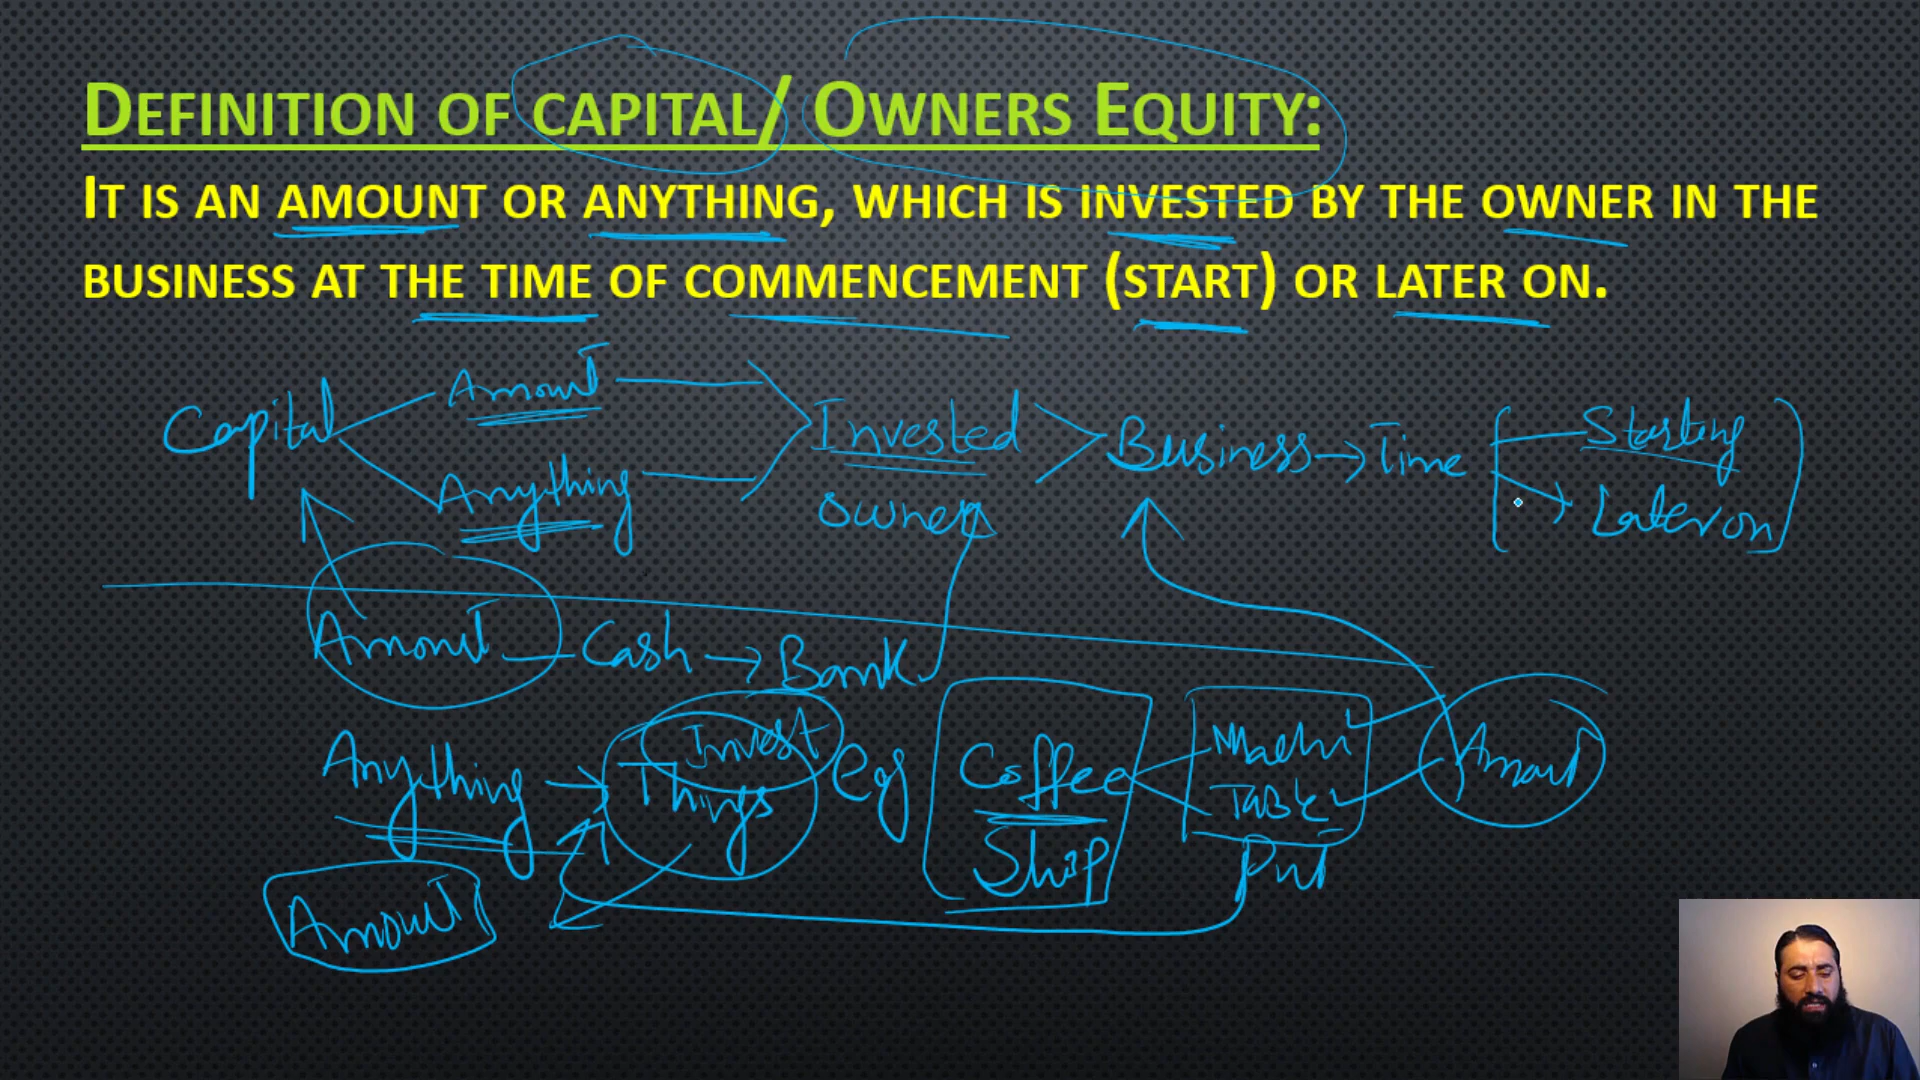 DEFINITION OF CAPITAL/ OWNERS EQUITY:
IT IS AN AMOUNT OR ANYTHING, WHICH IS INVESTED BY THE OWNER IN THE
BUSINESS AT THE TIME OF COMMENCEMENT (START) OR LATER ON.
Capital Amount Invested Business → Time Starting
Anything owner Later on
Amount Cash → Bank
Anything → Things Invest eg Coffee Table Amount
Amount Shop